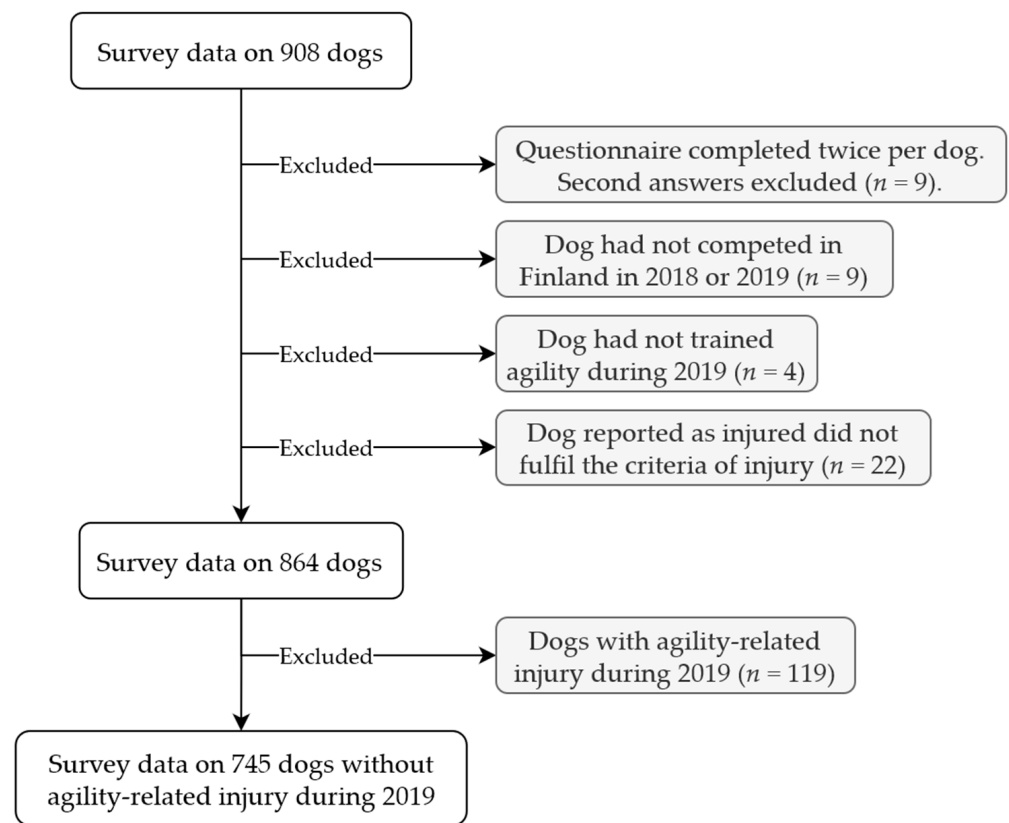 Survey data on 908 dogs
Excluded
Questionnaire completed twice per dog.
Second answers excluded (n = 9).
Excluded
Dog had not competed in
Finland in 2018 or 2019 (n = 9)
Excluded
Dog had not trained
agility during 2019 (n = 4)
Excluded
Dog reported as injured did not
fulfil the criteria of injury (n = 22)
Survey data on 864 dogs
Excluded
Dogs with agility-related
injury during 2019 (n = 119)
Survey data on 745 dogs without
agility-related injury during 2019